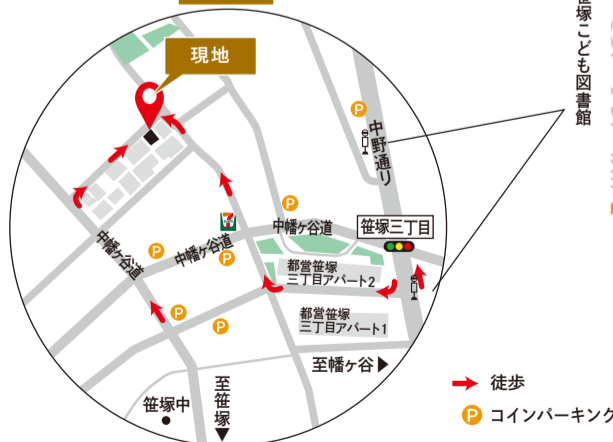 現地
笹塚こども図書館
P
中野通り
P
7
中幡ヶ谷道
笹塚三丁目
中幡ヶ谷道
中幡ヶ谷道
P
P
都営笹塚
三丁目アパート2
P
P
都営笹塚
三丁目アパート1
至幡ヶ谷
笹塚中
至笹塚
徒歩
P コインパーキング